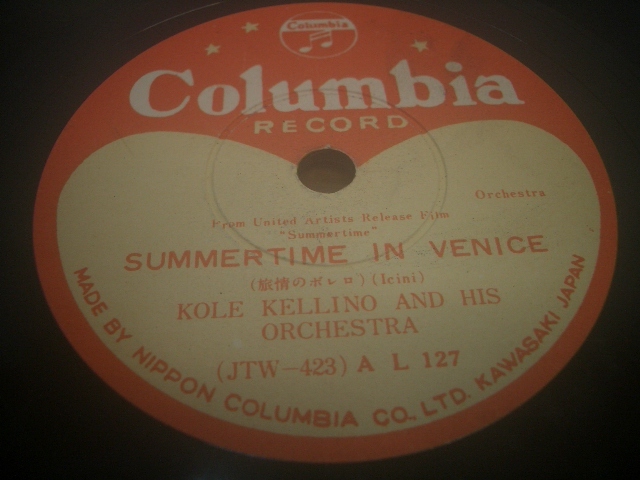 Columbia
Columbia
RECORD
Orchestra
From United Artists Release Film
"Summertime"
SUMMERTIME IN VENICE
(旅情のボレロ)(Icini)
KOLE KELLINO AND HIS
ORCHESTRA
(JTW-423) A L 127
MADE BY NIPPON COLUMBIA CO., LTD. KAWASAKI JAPAN